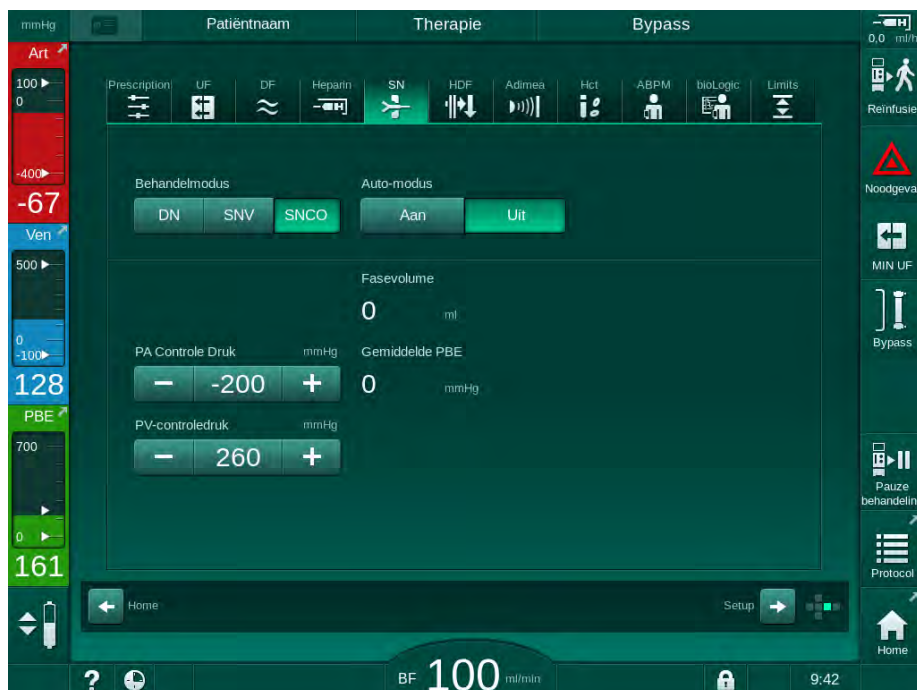 mmHg
Patiëntnaam
Therapie
Bypass
0,0 ml/h
Art
100
0
-400
-67
Ven
500
0
-100
128
PBE
700
0
161
Prescription
UF
DF
Heparin
SN
HDF
Adimea
Hct
ABPM
bioLogic
Limits
Behandelmodus
Auto-modus
DN SNV SNCO
Aan Uit
Fasevolume
0 ml
PA Controle Druk mmHg
Gemiddelde PBE
- -200 +
0 mmHg
PV-controledruk mmHg
- 260 +
Home
Setup
Reïnfusie
Noodgeva
MIN UF
Bypass
Pauze
behandelin
Protocol
Home
? BF 100 ml/min
9:42